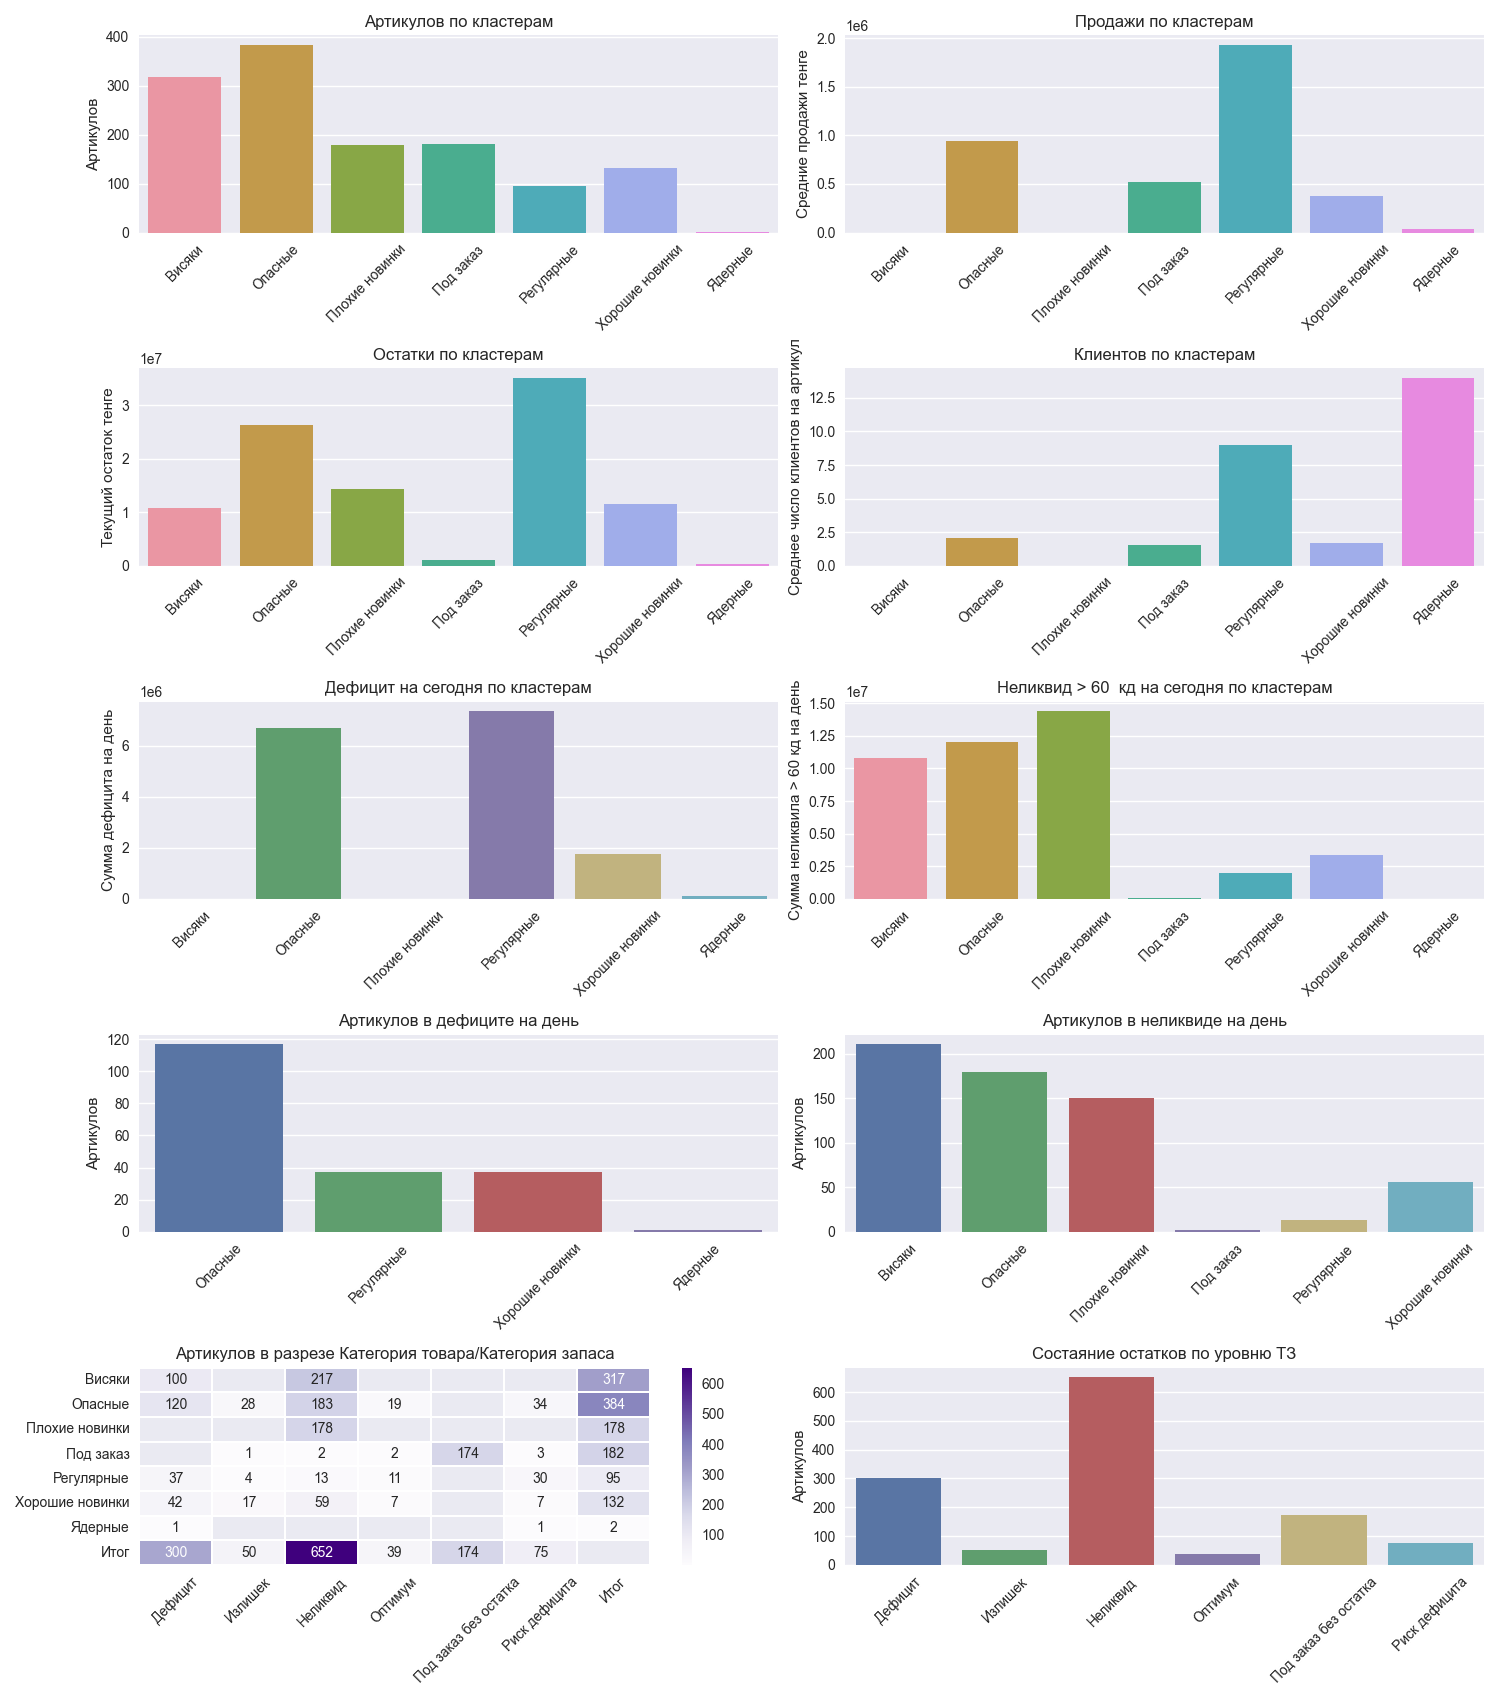 Артикулов по кластерам
Артикулов
400
300
200
100
0
Висяки
Опасные
Плохие новинки
Под заказ
Регулярные
Хорошие новинки
Ядерные
Продажи по кластерам
1e6
Средние продажи тенге
2.0
1.5
1.0
0.5
0.0
Висяки
Опасные
Плохие новинки
Под заказ
Регулярные
Хорошие новинки
Ядерные
Остатки по кластерам
1e7
Текущий остаток тенге
3
2
1
0
Висяки
Опасные
Плохие новинки
Под заказ
Регулярные
Хорошие новинки
Ядерные
Клиентов по кластерам
Среднее число клиентов на артикул
12.5
10.0
7.5
5.0
2.5
0.0
Висяки
Опасные
Плохие новинки
Под заказ
Регулярные
Хорошие новинки
Ядерные
Дефицит на сегодня по кластерам
1e6
Сумма дефицита на день
6
4
2
0
Висяки
Опасные
Плохие новинки
Регулярные
Хорошие новинки
Ядерные
Неликвид > 60 кд на сегодня по кластерам
1e7
Сумма неликвила > 60 кд на день
1.50
1.25
1.00
0.75
0.50
0.25
0.00
Висяки
Опасные
Плохие новинки
Под заказ
Регулярные
Хорошие новинки
Ядерные
Артикулов в дефиците на день
Артикулов
120
100
80
60
40
20
0
Опасные
Регулярные
Хорошие новинки
Ядерные
Артикулов в неликвиде на день
Артикулов
200
150
100
50
0
Висяки
Опасные
Плохие новинки
Под заказ
Регулярные
Хорошие новинки
Артикулов в разрезе Категория товара/Категория запаса
Висяки 100 217 317
Опасные 120 28 183 19 34 384
Плохие новинки 178 178
Под заказ 1 2 2 174 3 182
Регулярные 37 4 13 11 30 95
Хорошие новинки 42 17 59 7 7 132
Ядерные 1 1 2
Итог 300 50 652 39 174 75
Дефицит
Излишек
Неликвид
Оптимум
Под заказ без остатка
Риск дефицита
Итог
600
500
400
300
200
100
Состаяние остатков по уровню ТЗ
Артикулов
600
500
400
300
200
100
0
Дефицит
Излишек
Неликвид
Оптимум
Под заказ без остатка
Риск дефицита